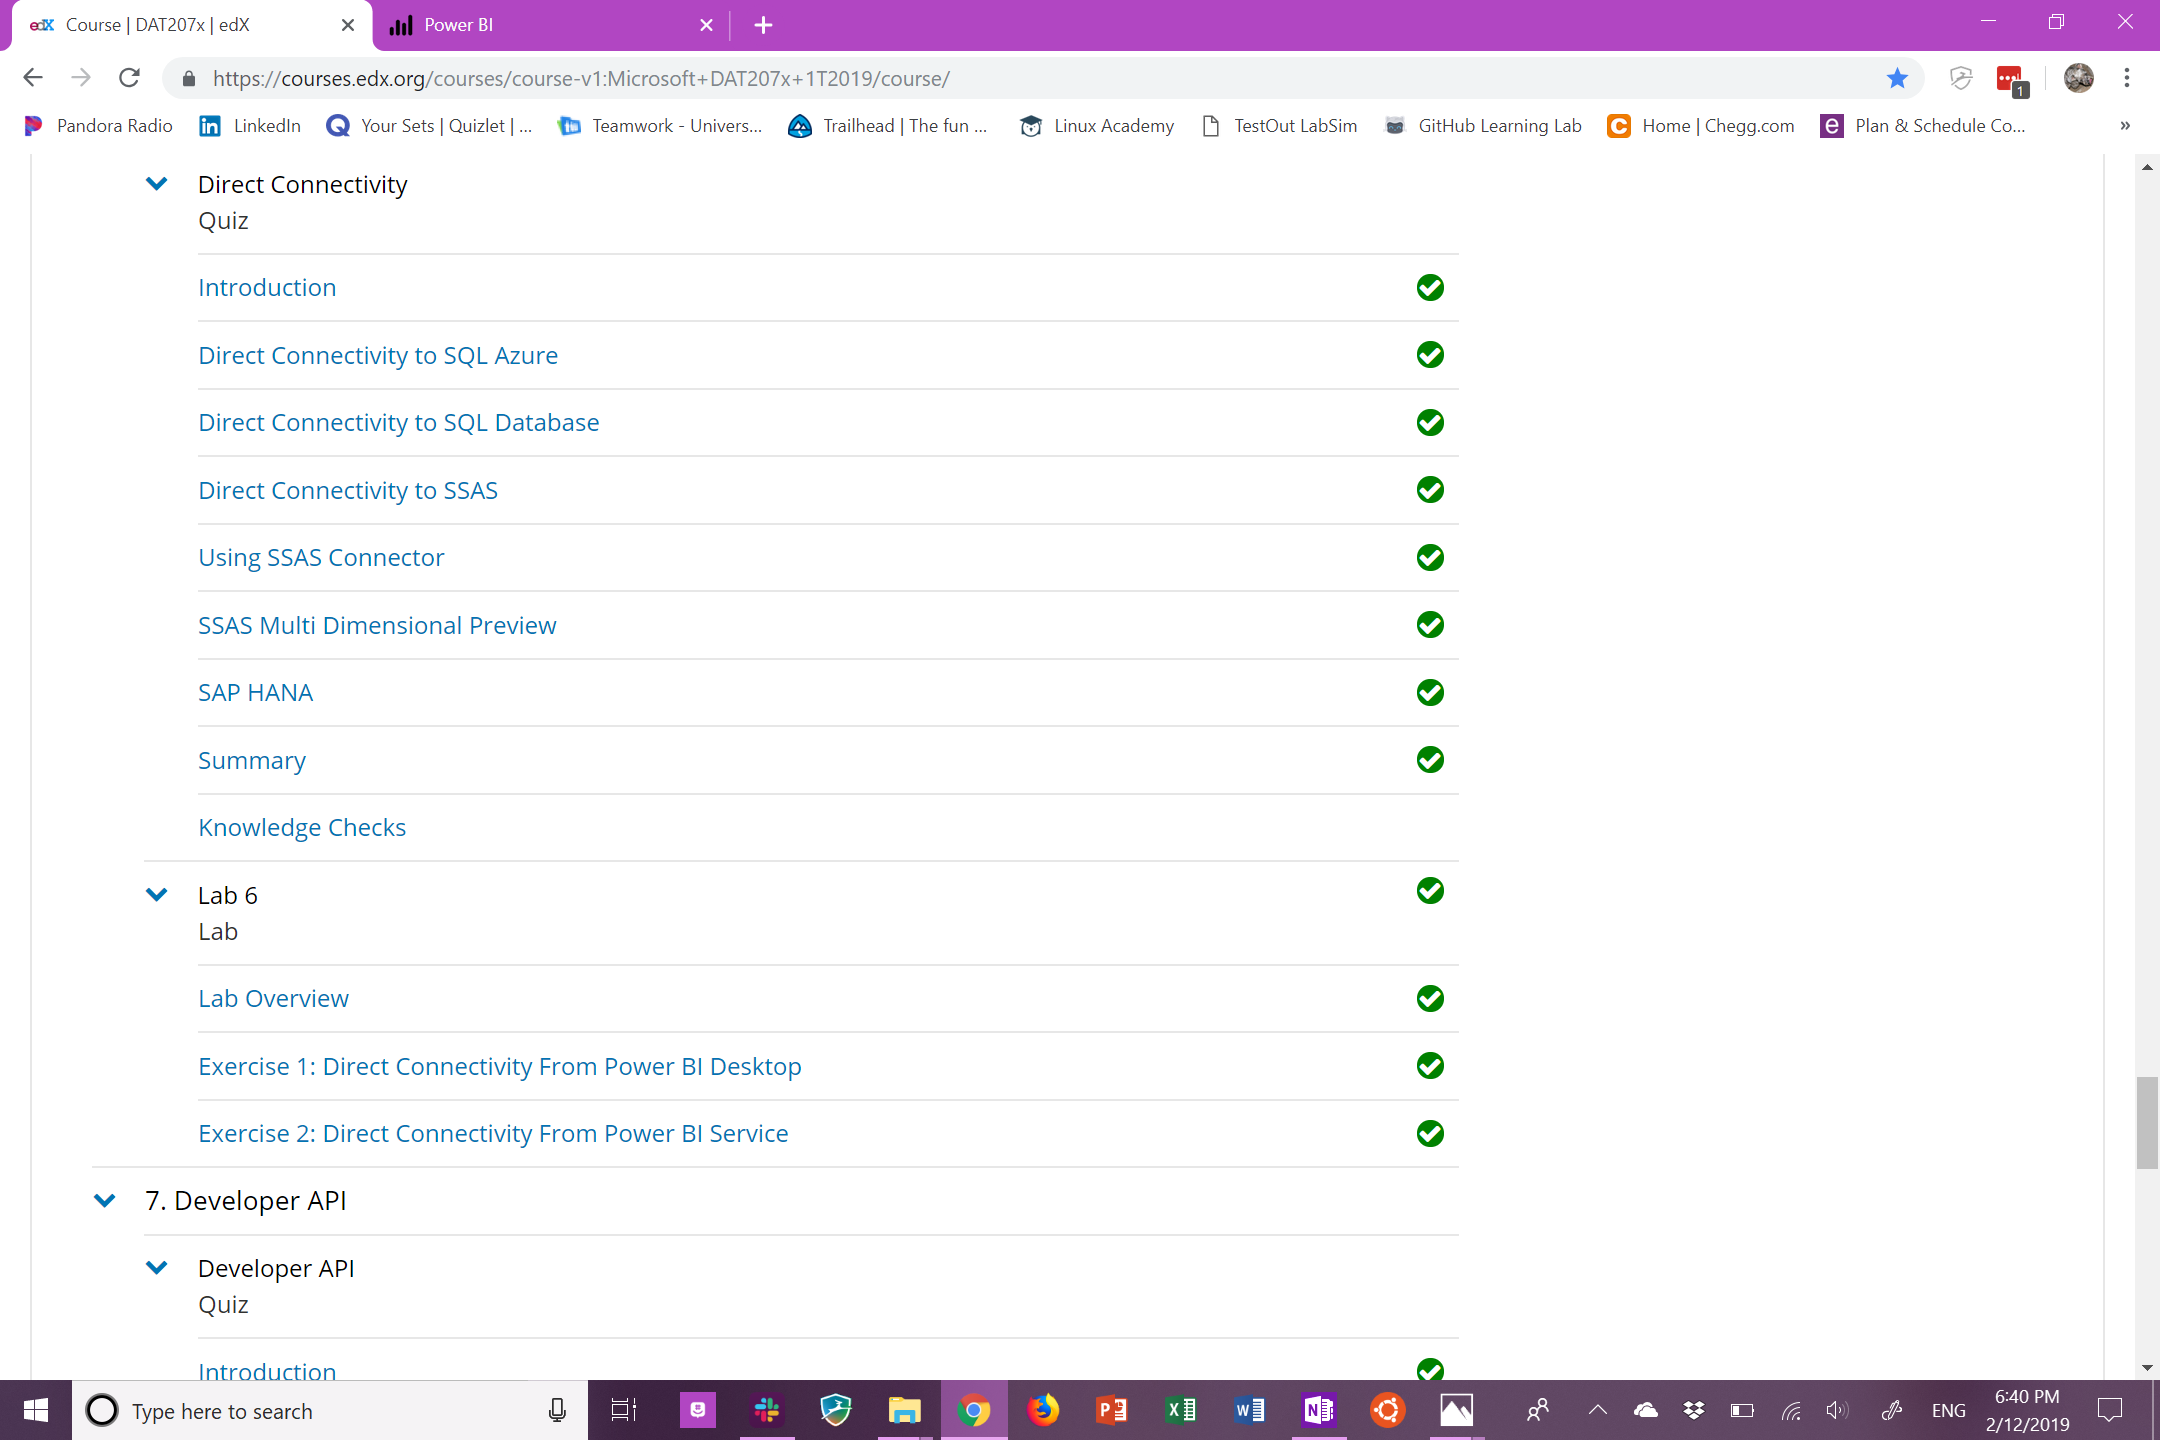 edX Course | DAT207x | edX
Power BI
https://courses.edx.org/courses/course-v1:Microsoft+DAT207x+1T2019/course/
1
Pandora Radio
LinkedIn
Your Sets | Quizlet | ...
Teamwork - Univers...
Trailhead | The fun ...
Linux Academy
TestOut LabSim
GitHub Learning Lab
Home | Chegg.com
Plan & Schedule Co...
»
Direct Connectivity
Quiz
Introduction
Direct Connectivity to SQL Azure
Direct Connectivity to SQL Database
Direct Connectivity to SSAS
Using SSAS Connector
SSAS Multi Dimensional Preview
SAP HANA
Summary
Knowledge Checks
Lab 6
Lab
Lab Overview
Exercise 1: Direct Connectivity From Power BI Desktop
Exercise 2: Direct Connectivity From Power BI Service
7. Developer API
Developer API
Quiz
Introduction
Type here to search
ENG
6:40 PM
2/12/2019